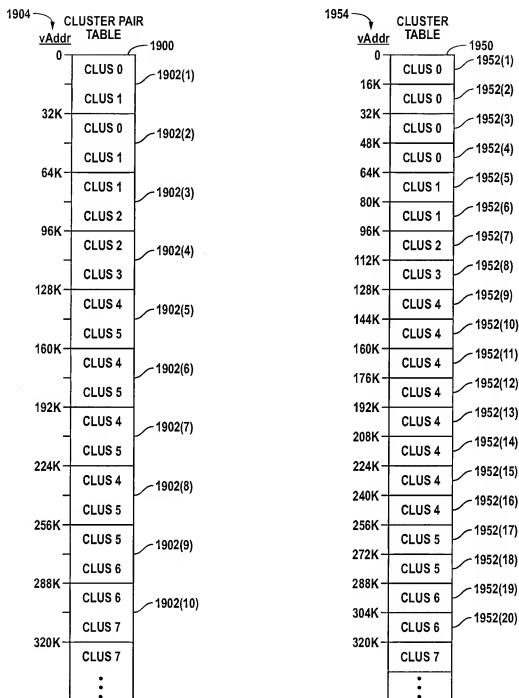 1904
CLUSTER PAIR
TABLE
vAddr
1900
0
CLUS 0
1902(1)
CLUS 1
32K
CLUS 0
1902(2)
CLUS 1
64K
CLUS 1
1902(3)
CLUS 2
96K
CLUS 2
1902(4)
CLUS 3
128K
CLUS 4
1902(5)
CLUS 5
160K
CLUS 4
1902(6)
CLUS 5
192K
CLUS 4
1902(7)
CLUS 5
224K
CLUS 4
1902(8)
CLUS 5
256K
CLUS 5
1902(9)
CLUS 6
288K
CLUS 6
1902(10)
CLUS 7
320K
CLUS 7
1954
CLUSTER
TABLE
vAddr
1950
0
CLUS 0
1952(1)
16K
CLUS 0
1952(2)
32K
CLUS 0
1952(3)
48K
CLUS 0
1952(4)
64K
CLUS 1
1952(5)
80K
CLUS 1
1952(6)
96K
CLUS 2
1952(7)
112K
CLUS 3
1952(8)
128K
CLUS 4
1952(9)
144K
CLUS 4
1952(10)
160K
CLUS 4
1952(11)
176K
CLUS 4
1952(12)
192K
CLUS 4
1952(13)
208K
CLUS 4
1952(14)
224K
CLUS 4
1952(15)
240K
CLUS 4
1952(16)
256K
CLUS 5
1952(17)
272K
CLUS 5
1952(18)
288K
CLUS 6
1952(19)
304K
CLUS 6
1952(20)
320K
CLUS 7